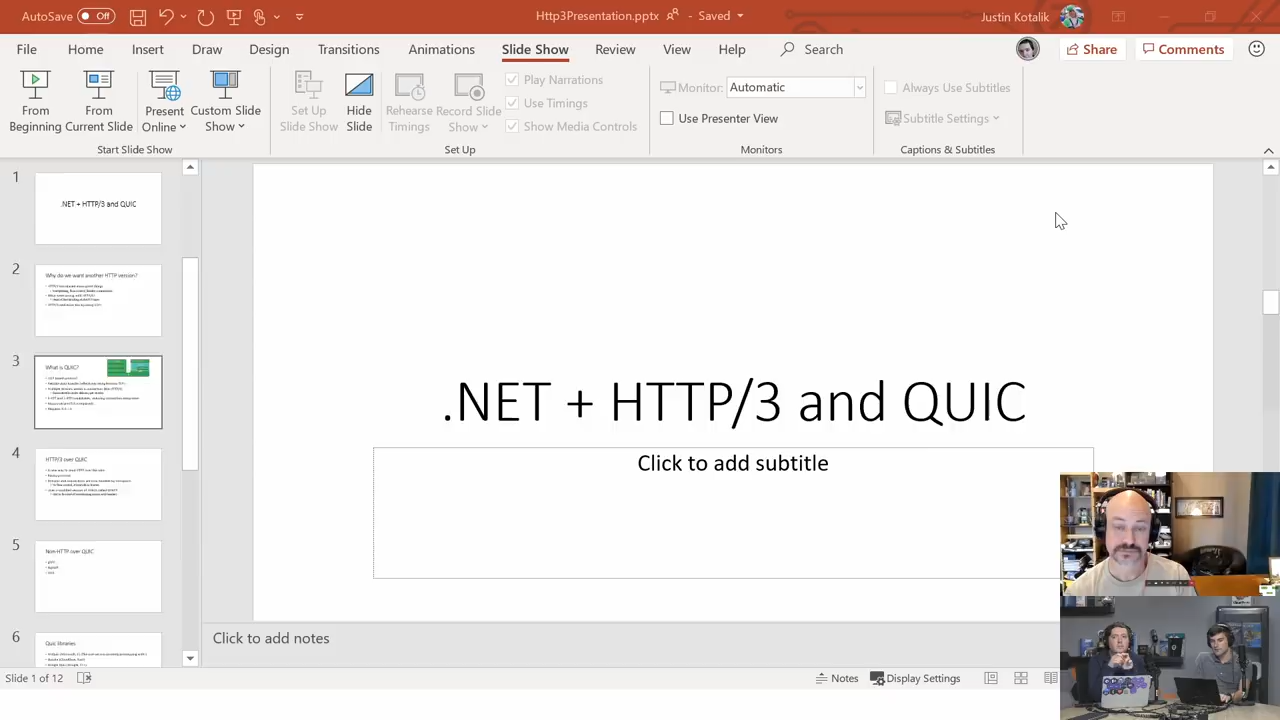 AutoSave Off
Http3Presentation.pptx - Saved
Justin Kotalik
File Home Insert Draw Design Transitions Animations Slide Show Review View Help Search Share Comments
From Beginning
From Current Slide
Present Online
Custom Slide Show
Set Up Slide Show
Hide Slide
Rehearse Timings
Record Slide Show
Play Narrations
Use Timings
Show Media Controls
Monitor: Automatic
Use Presenter View
Always Use Subtitles
Subtitle Settings
Start Slide Show
Set Up
Monitors
Captions & Subtitles
1
.NET + HTTP/3 and QUIC
2
Why do we want another HTTP version?
3
What is QUIC?
4
HTTP/3 over QUIC
5
Non-HTTP over QUIC
6
Quic libraries
.NET + HTTP/3 and QUIC
Click to add subtitle
Click to add notes
Slide 1 of 12
Notes
Display Settings